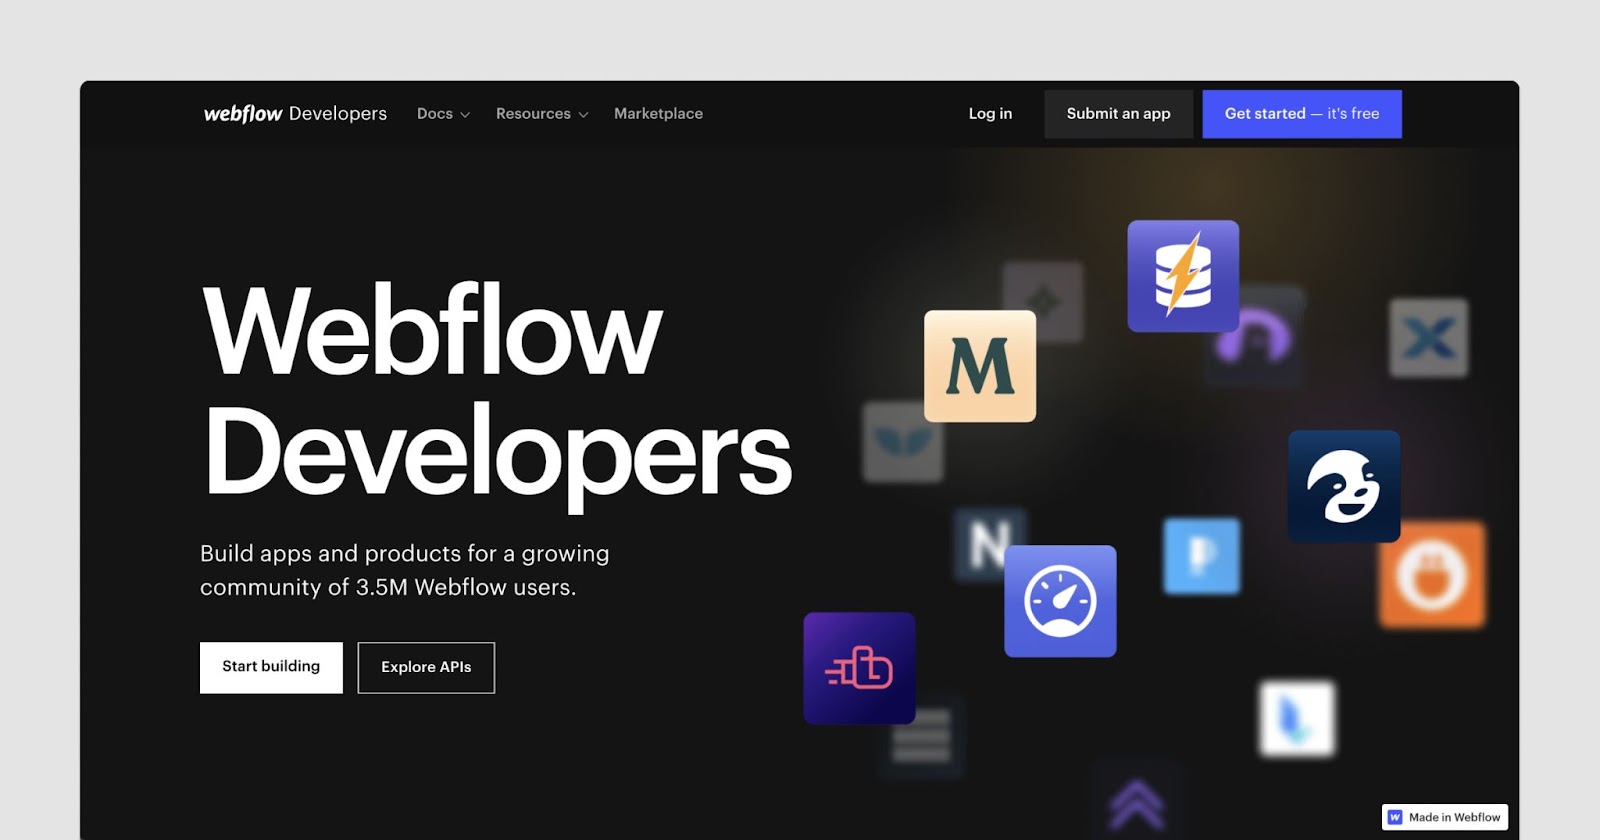 webflow Developers Docs Resources Marketplace Log in Submit an app Get started — it's free
Webflow
Developers
Build apps and products for a growing
community of 3.5M Webflow users.
Start building Explore APIs
M
N
P
Made in Webflow